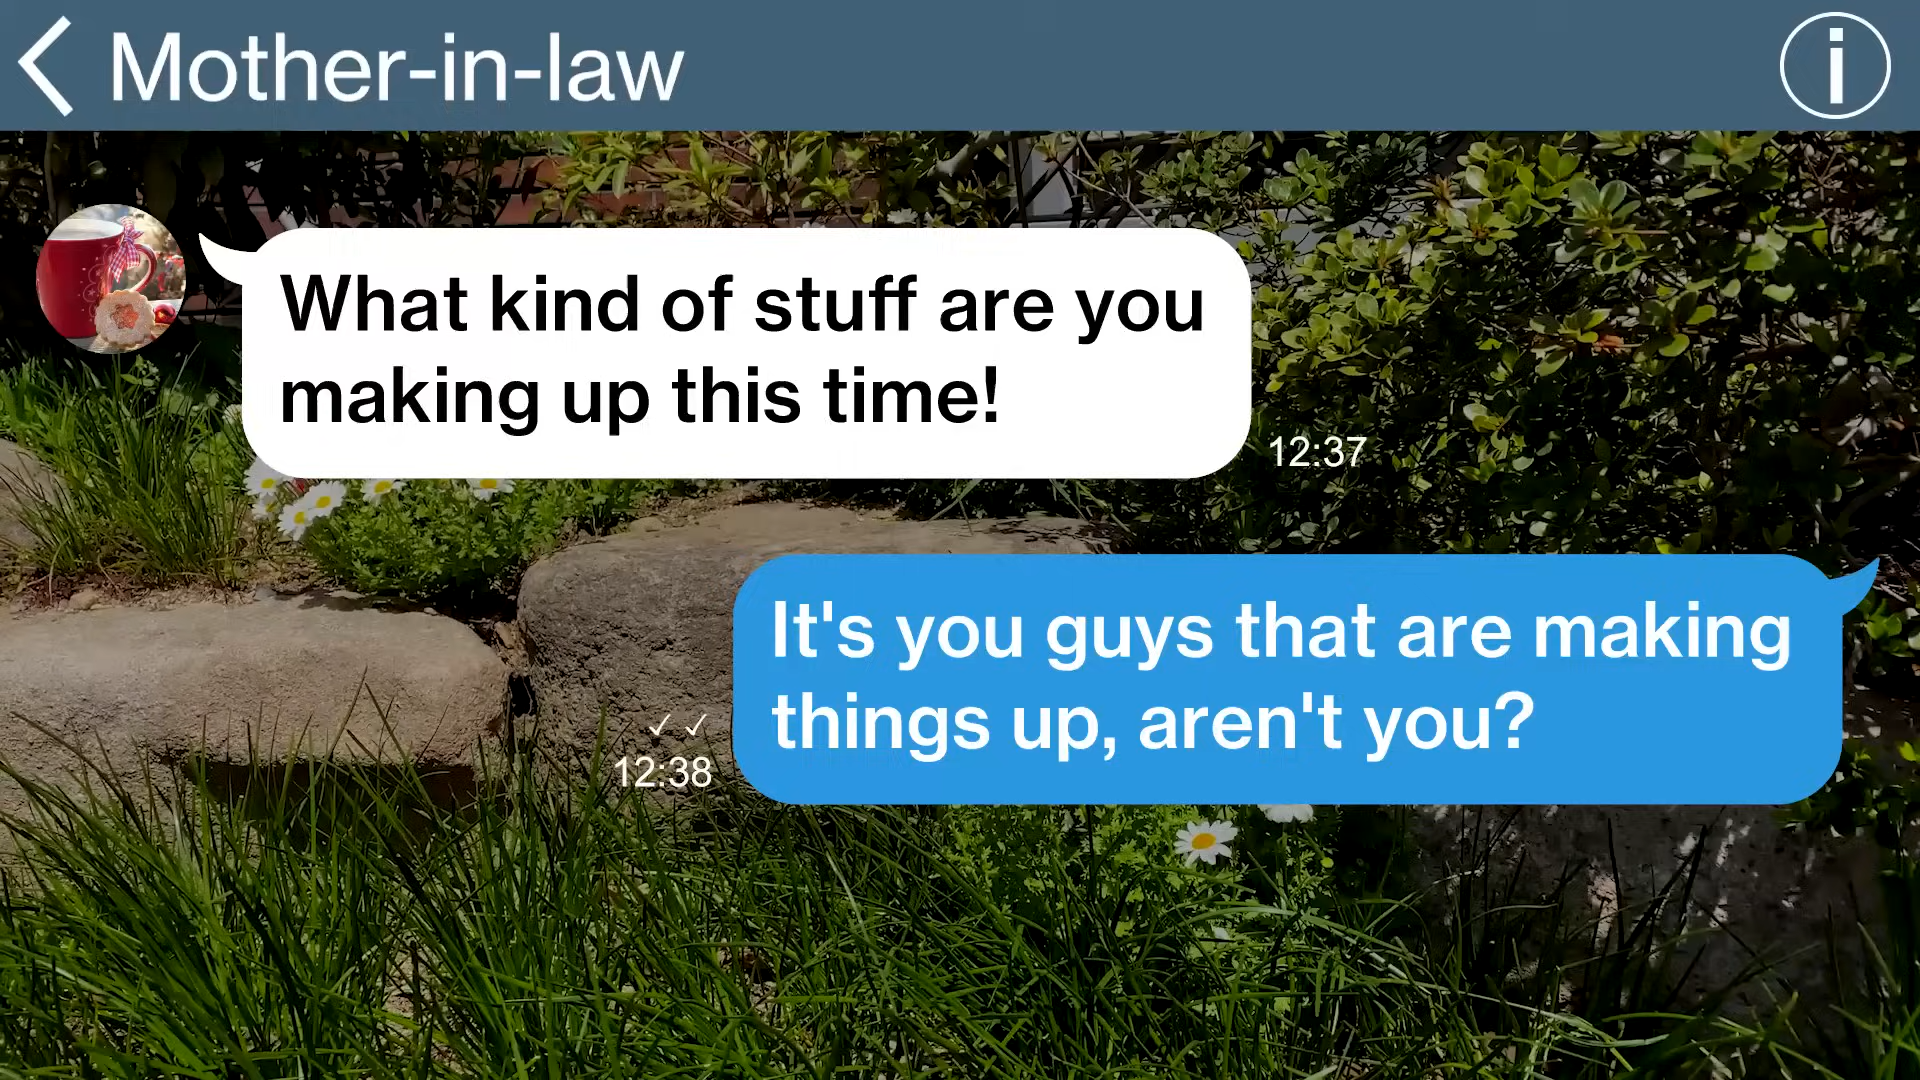 Mother-in-law
What kind of stuff are you
making up this time!
12:37
It's you guys that are making
things up, aren't you?
12:38